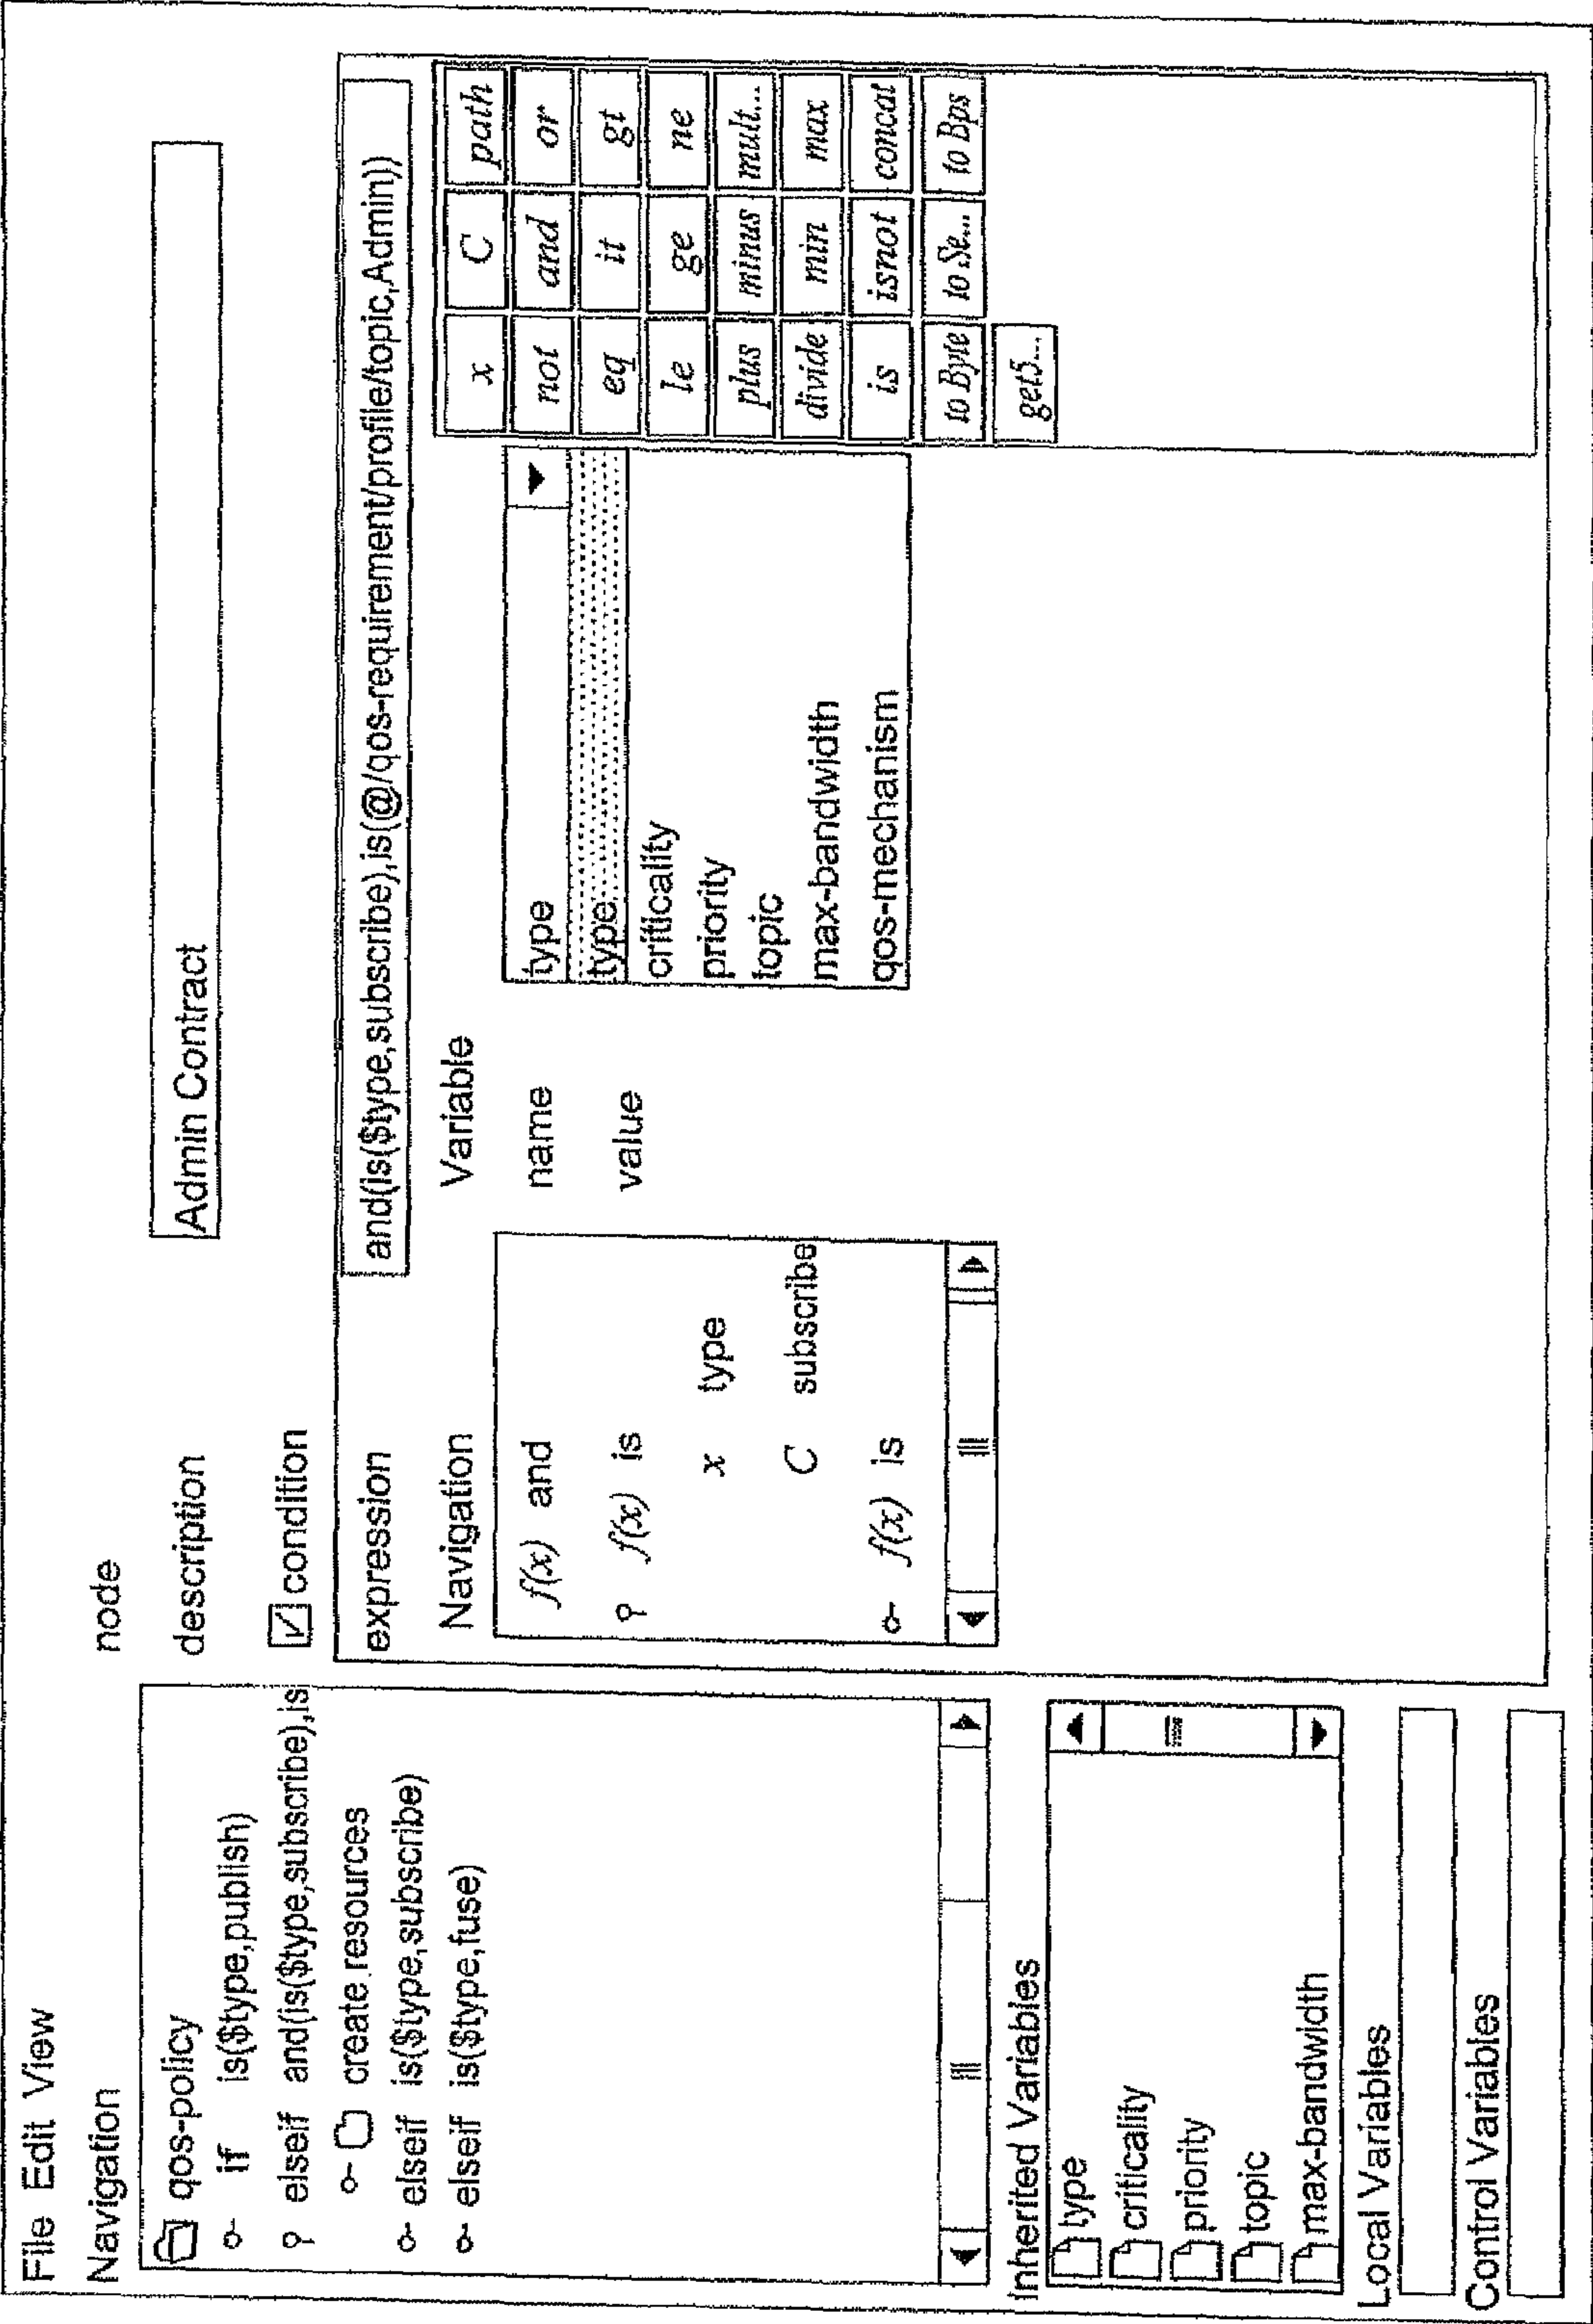 File Edit View
Navigation
qos-policy
if is($type,publish)
elseif and(is($type,subscribe),is
create resources
elseif is($type,subscribe)
elseif is($type,fuse)
Inherited Variables
type
criticality
priority
topic
max-bandwidth
Local Variables
Control Variables
node
description Admin Contract
condition
expression and(is($type,subscribe),is(@/qos-requirement/profile/topic,Admin))
Navigation
f(x) and
f(x) is
x type
C subscribe
f(x) is
Variable
name type
value type
criticality
priority
topic
max-bandwidth
qos-mechanism
x C path
not and or
eq it gt
le ge ne
plus minus mult...
divide min max
is isnot concat
to Byte to Se... to Bps
get5...